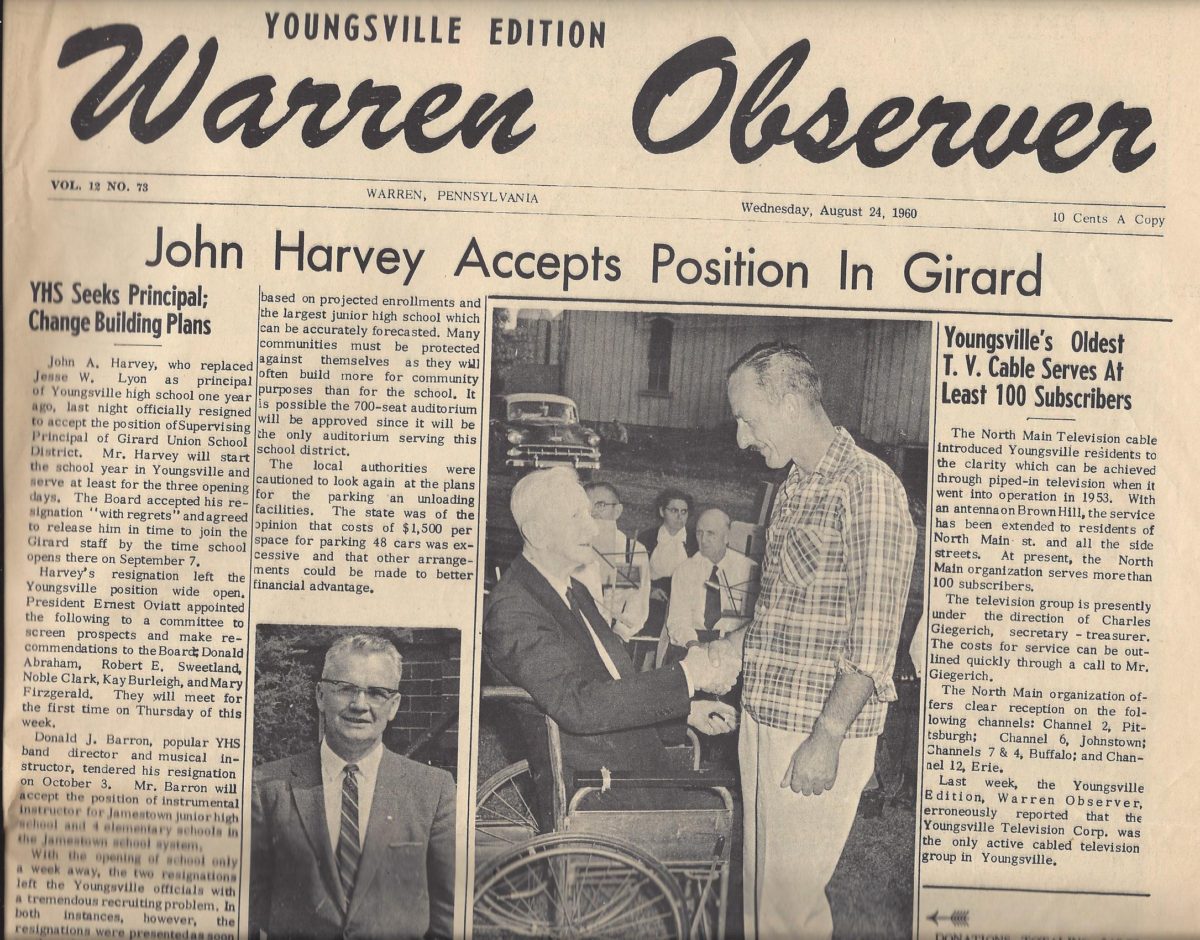 YOUNGSVILLE EDITION
Warren Observer
VOL. 12 NO. 73
WARREN, PENNSYLVANIA
Wednesday, August 24, 1960
10 Cents A Copy
John Harvey Accepts Position In Girard
YHS Seeks Principal;
Change Building Plans
John A. Harvey, who replaced
Jesse W. Lyon as principal
of Youngsville high school one year
ago, last night officially resigned
to accept the position of Supervising
Principal of Girard Union School
District. Mr. Harvey will start
the school year in Youngsville and
serve at least for the three opening
days. The Board accepted his re-
signation "with regrets" and agreed
to release him in time to join the
Girard staff by the time school
opens there on September 7.
Harvey's resignation left the
Youngsville position wide open.
President Ernest Oviatt appointed
the following to a committee to
screen prospects and make re-
commendations to the Board; Donald
Abraham, Robert E. Sweetland,
Noble Clark, Kay Burleigh, and Mary
Firzgerald. They will meet for
the first time on Thursday of this
week.
Donald J. Barron, popular YHS
band director and musical in-
structor, tendered his resignation
on October 3. Mr. Barron will
accept the position of instrumental
instructor for Jamestown junior high
school and 4 elementary schools in
the Jamestown school system.
With the opening of school only
a week away, the two resignations
left the Youngsville officials with
a tremendous recruiting problem. In
both instances, however, the
resignations were presented as soon
based on projected enrollments and
the largest junior high school which
can be accurately forecasted. Many
communities must be protected
against themselves as they will
often build more for community
purposes than for the school. It
is possible the 700-seat auditorium
will be approved since it will be
the only auditorium serving this
school district.
The local authorities were
cautioned to look again at the plans
for the parking an unloading
facilities. The state was of the
opinion that costs of $1,500 per
space for parking 48 cars was ex-
cessive and that other arrange-
ments could be made to better
financial advantage.
Youngsville's Oldest
T. V. Cable Serves At
Least 100 Subscribers
The North Main Television cable
introduced Youngsville residents to
the clarity which can be achieved
through piped-in television when it
went into operation in 1953. With
an antenna on Brown Hill, the service
has been extended to residents of
North Main st. and all the side
streets. At present, the North
Main organization serves more than
100 subscribers.
The television group is presently
under the direction of Charles
Giegerich, secretary - treasurer.
The costs for service can be out-
lined quickly through a call to Mr.
Giegerich.
The North Main organization of-
fers clear reception on the fol-
lowing channels: Channel 2, Pit-
tsburgh; Channel 6, Johnstown;
Channels 7 & 4, Buffalo; and Chan-
nel 12, Erie.
Last week, the Youngsville
Edition, Warren Observer,
erroneously reported that the
Youngsville Television Corp. was
the only active cabled television
group in Youngsville.